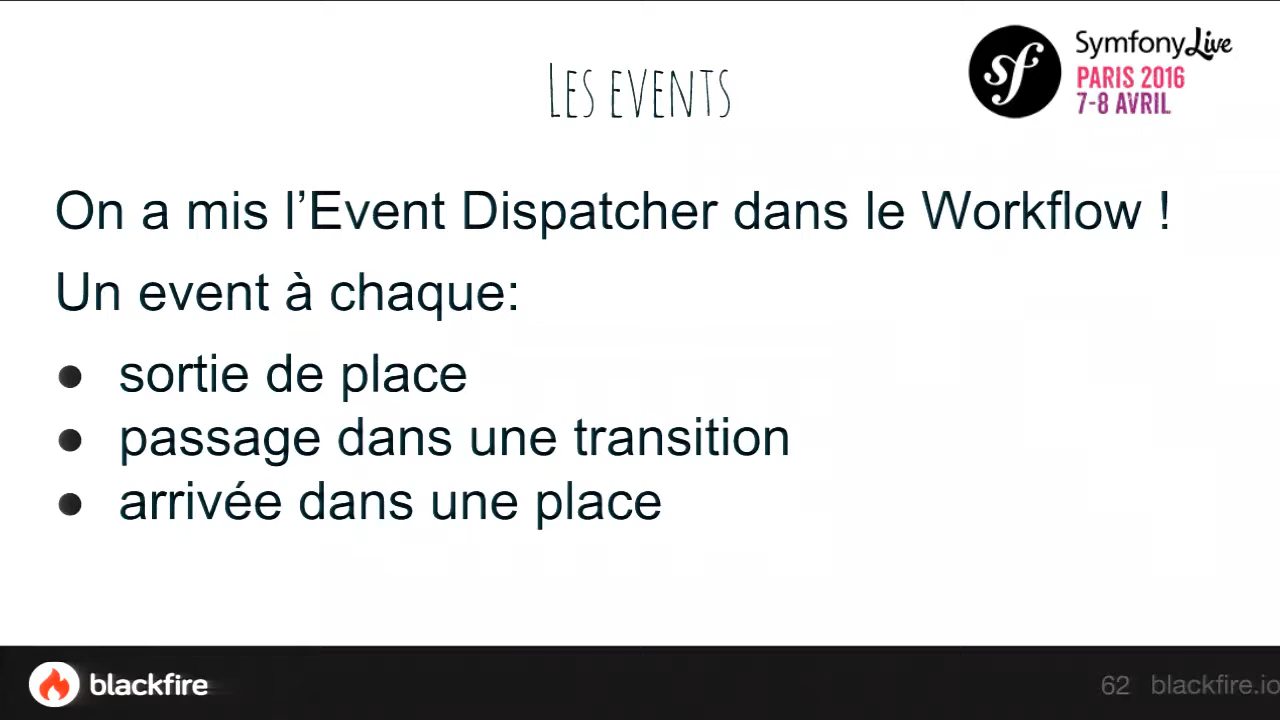 Les events
SymfonyLive
PARIS 2016
7-8 AVRIL
On a mis l’Event Dispatcher dans le Workflow !
Un event à chaque:
● sortie de place
● passage dans une transition
● arrivée dans une place
blackfire
62 blackfire.io